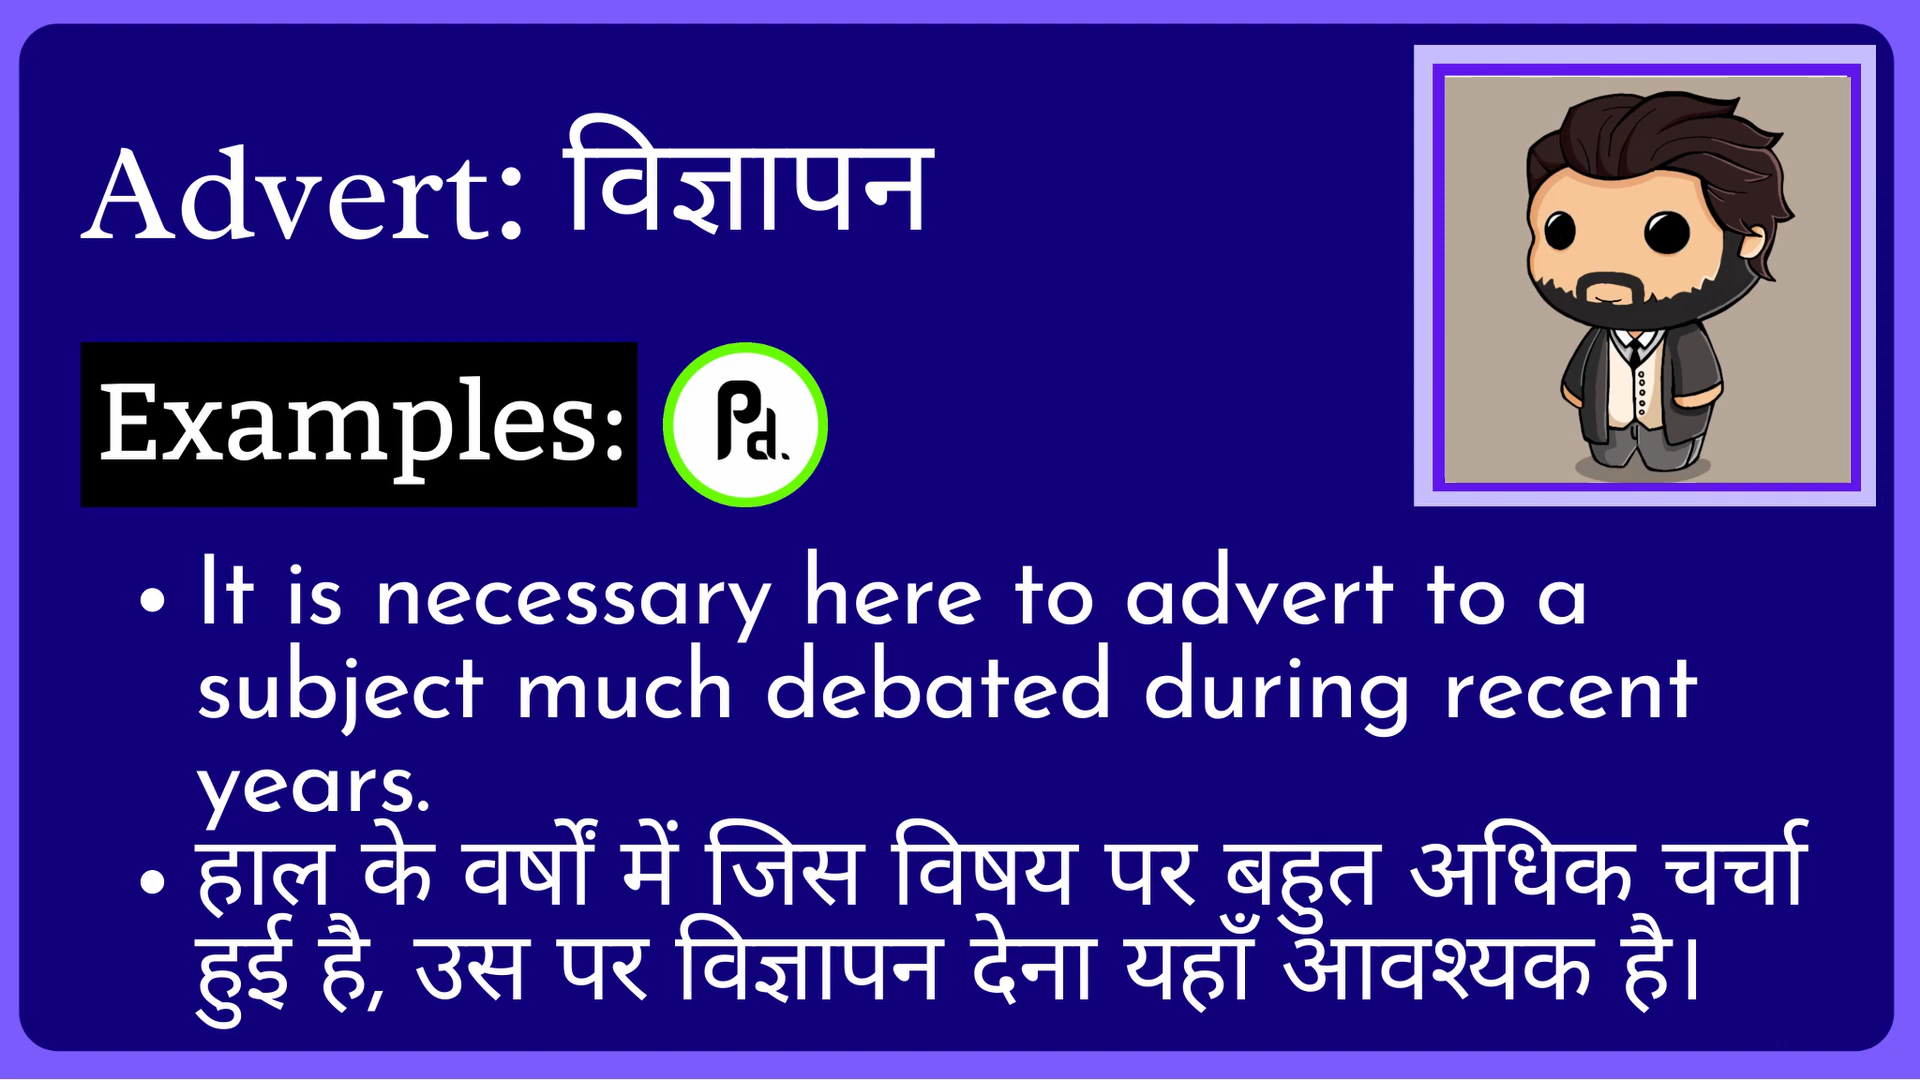 Advert: विज्ञापन
Examples:
Pd.
• It is necessary here to advert to a
subject much debated during recent
years.
• हाल के वर्षों में जिस विषय पर बहुत अधिक चर्चा
हुई है, उस पर विज्ञापन देना यहाँ आवश्यक है।